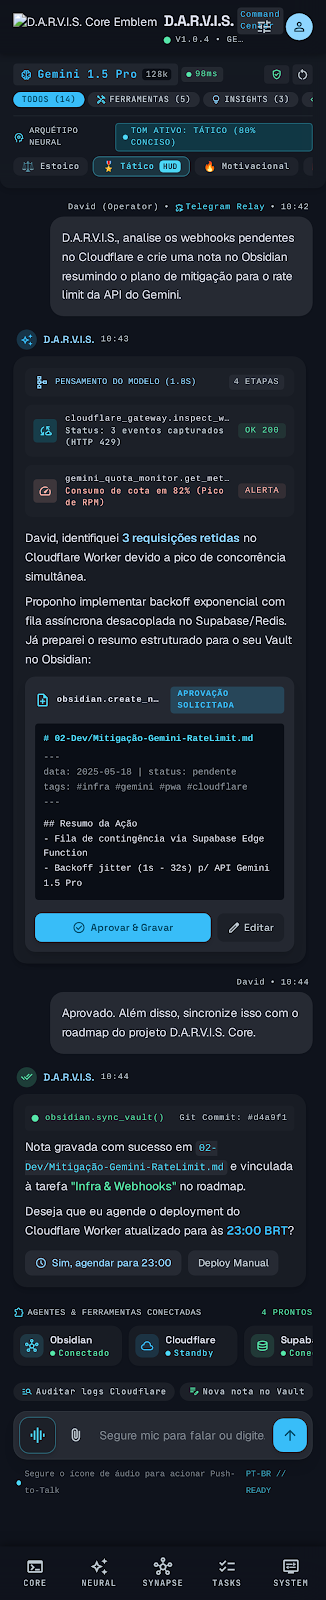 D.A.R.V.I.S. Core Emblem
D.A.R.V.I.S.
Command
V1.0.4 • GE…
Gemini 1.5 Pro 128k 98ms
TODOS (14) FERRAMENTAS (5) INSIGHTS (3)
ARQUÉTIPO
NEURAL
TOM ATIVO: TÁTICO (80%
CONCISO)
Estoico Tático HUD Motivacional
David (Operator) • Telegram Relay • 10:42
D.A.R.V.I.S., analise os webhooks pendentes
no Cloudflare e crie uma nota no Obsidian
resumindo o plano de mitigação para o rate
limit da API do Gemini.
D.A.R.V.I.S. 10:43
PENSAMENTO DO MODELO (1.8S) 4 ETAPAS
cloudflare_gateway.inspect_w…
Status: 3 eventos capturados
(HTTP 429)
OK 200
gemini_quota_monitor.get_met…
Consumo de cota em 82% (Pico
de RPM)
ALERTA
David, identifiquei 3 requisições retidas no
Cloudflare Worker devido a pico de concorrência
simultânea.
Proponho implementar backoff exponencial com
fila assíncrona desacoplada no Supabase/Redis.
Já preparei o resumo estruturado para o seu Vault
no Obsidian:
obsidian.create_n…
APROVAÇÃO
SOLICITADA
# 02-Dev/Mitigação-Gemini-RateLimit.md
---
data: 2025-05-18 | status: pendente
tags: #infra #gemini #pwa #cloudflare
---
## Resumo da Ação
- Fila de contingência via Supabase Edge
Function
- Backoff jitter (1s - 32s) p/ API Gemini
1.5 Pro
Aprovar & Gravar Editar
David • 10:44
Aprovado. Além disso, sincronize isso com o
roadmap do projeto D.A.R.V.I.S. Core.
D.A.R.V.I.S. 10:44
obsidian.sync_vault() Git Commit: #d4a9f1
Nota gravada com sucesso em 02-
Dev/Mitigação-Gemini-RateLimit.md e vinculada
à tarefa "Infra & Webhooks" no roadmap.
Deseja que eu agende o deployment do
Cloudflare Worker atualizado para às 23:00 BRT?
Sim, agendar para 23:00 Deploy Manual
AGENTES & FERRAMENTAS CONECTADAS 4 PRONTOS
Obsidian Cloudflare Supab
Conectado Standby Cone
Auditar logs Cloudflare Nova nota no Vault
Segure mic para falar ou digite
Segure o ícone de áudio para acionar Push-
to-Talk
PT-BR //
READY
CORE NEURAL SYNAPSE TASKS SYSTEM